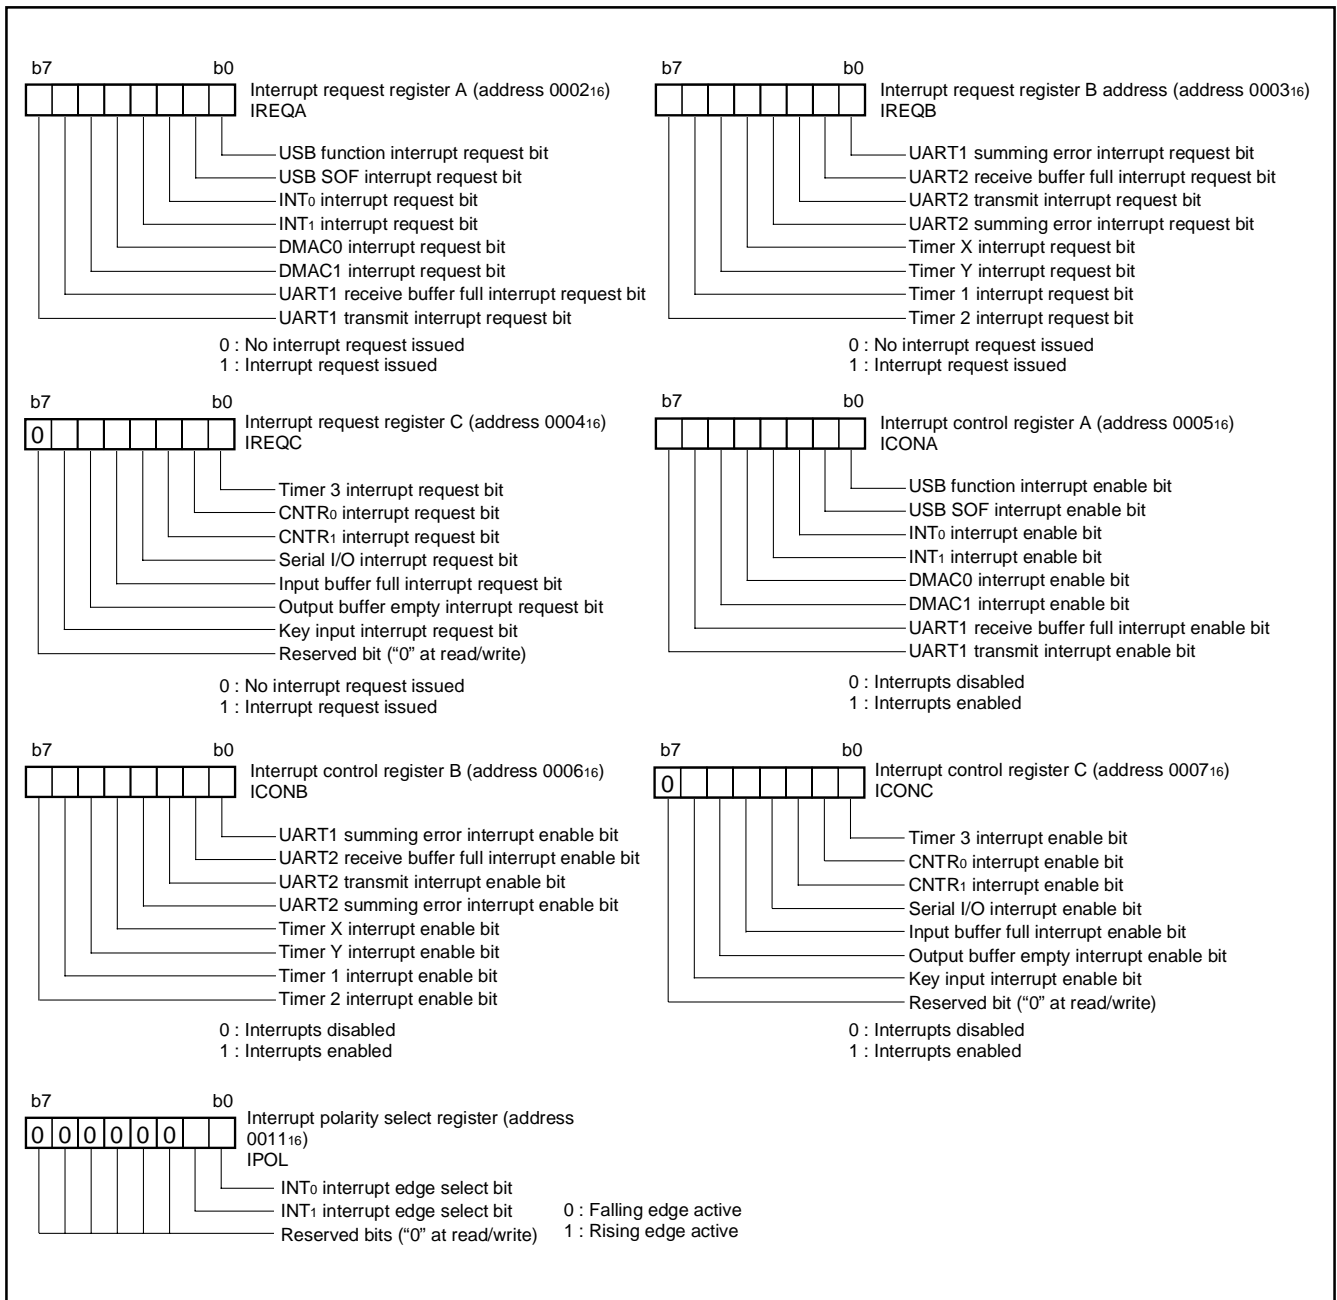 b7 b0
Interrupt request register A (address 0002₁₆)
IREQA
USB function interrupt request bit
USB SOF interrupt request bit
INT₀ interrupt request bit
INT₁ interrupt request bit
DMAC0 interrupt request bit
DMAC1 interrupt request bit
UART1 receive buffer full interrupt request bit
UART1 transmit interrupt request bit
0 : No interrupt request issued
1 : Interrupt request issued
b7 b0
Interrupt request register B address (address 0003₁₆)
IREQB
UART1 summing error interrupt request bit
UART2 receive buffer full interrupt request bit
UART2 transmit interrupt request bit
UART2 summing error interrupt request bit
Timer X interrupt request bit
Timer Y interrupt request bit
Timer 1 interrupt request bit
Timer 2 interrupt request bit
0 : No interrupt request issued
1 : Interrupt request issued
b7 b0
0
Interrupt request register C (address 0004₁₆)
IREQC
Timer 3 interrupt request bit
CNTR₀ interrupt request bit
CNTR₁ interrupt request bit
Serial I/O interrupt request bit
Input buffer full interrupt request bit
Output buffer empty interrupt request bit
Key input interrupt request bit
Reserved bit (“0” at read/write)
0 : No interrupt request issued
1 : Interrupt request issued
b7 b0
Interrupt control register A (address 0005₁₆)
ICONA
USB function interrupt enable bit
USB SOF interrupt enable bit
INT₀ interrupt enable bit
INT₁ interrupt enable bit
DMAC0 interrupt enable bit
DMAC1 interrupt enable bit
UART1 receive buffer full interrupt enable bit
UART1 transmit interrupt enable bit
0 : Interrupts disabled
1 : Interrupts enabled
b7 b0
Interrupt control register B (address 0006₁₆)
ICONB
UART1 summing error interrupt enable bit
UART2 receive buffer full interrupt enable bit
UART2 transmit interrupt enable bit
UART2 summing error interrupt enable bit
Timer X interrupt enable bit
Timer Y interrupt enable bit
Timer 1 interrupt enable bit
Timer 2 interrupt enable bit
0 : Interrupts disabled
1 : Interrupts enabled
b7 b0
0
Interrupt control register C (address 0007₁₆)
ICONC
Timer 3 interrupt enable bit
CNTR₀ interrupt enable bit
CNTR₁ interrupt enable bit
Serial I/O interrupt enable bit
Input buffer full interrupt enable bit
Output buffer empty interrupt enable bit
Key input interrupt enable bit
Reserved bit (“0” at read/write)
0 : Interrupts disabled
1 : Interrupts enabled
b7 b0
0 0 0 0 0 0
Interrupt polarity select register (address
0011₁₆)
IPOL
INT₀ interrupt edge select bit
INT₁ interrupt edge select bit
Reserved bits (“0” at read/write)
0 : Falling edge active
1 : Rising edge active